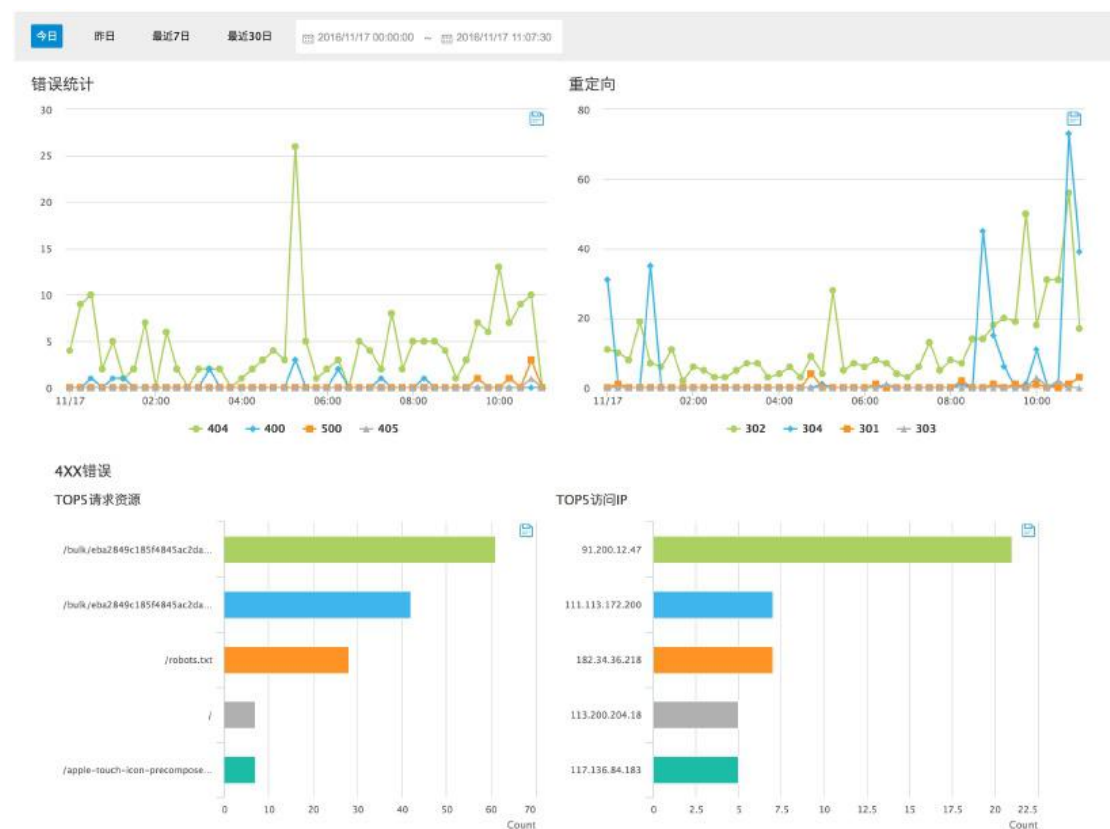 今日 昨日 最近7日 最近30日 2016/11/17 00:00:00 ~ 2016/11/17 11:07:30
错误统计
30
25
20
15
10
5
0
11/17 02:00 04:00 06:00 08:00 10:00
404 400 500 405
重定向
80
60
40
20
0
11/17 02:00 04:00 06:00 08:00 10:00
302 304 301 303
4XX错误
TOP5请求资源
/bulk/eba2849c185f4845ac2da...
/bulk/eba2849c185f4845ac2da...
/robots.txt
/
/apple-touch-icon-precompose...
0 10 20 30 40 50 60 70
Count
TOP5访问IP
91.200.12.47
111.113.172.200
182.34.36.218
113.200.204.18
117.136.84.183
0 2.5 5 7.5 10 12.5 15 17.5 20 22.5
Count